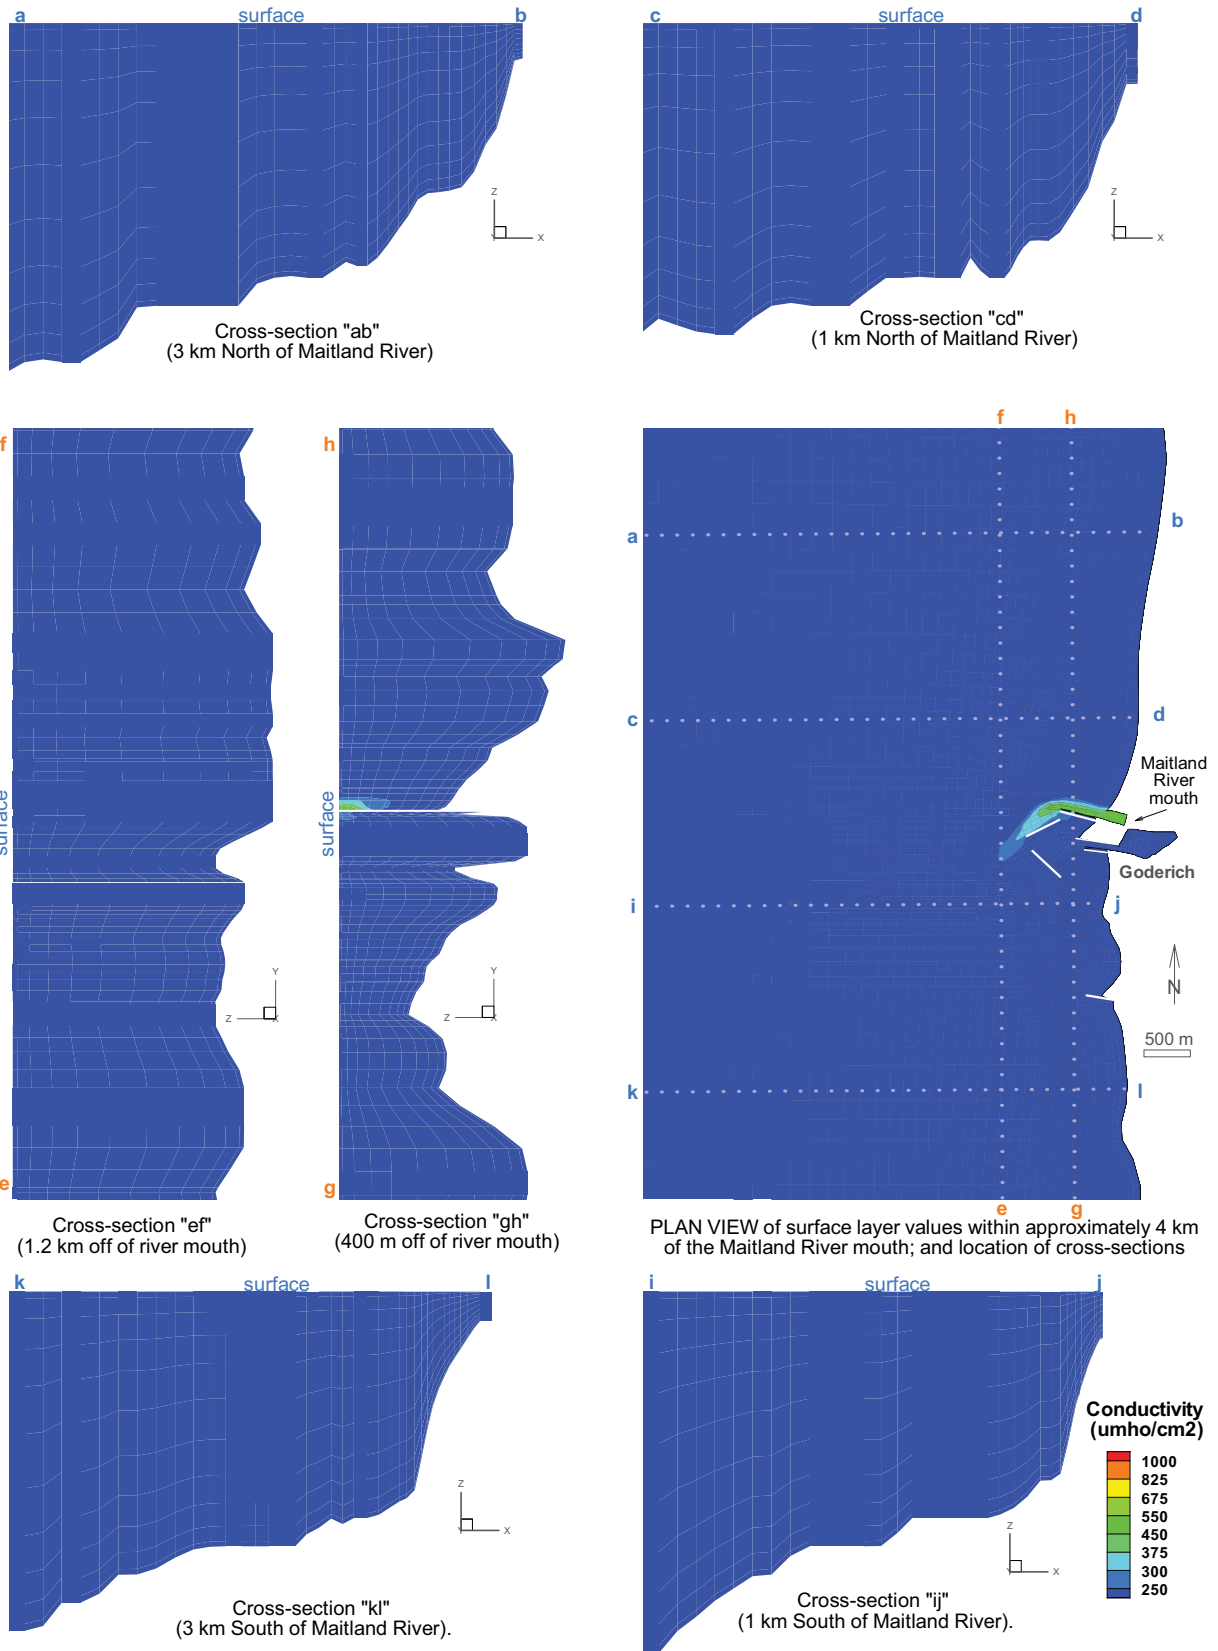 a surface b
c surface d
Z
X
Y
Z
X
Y
Cross-section "ab"
(3 km North of Maitland River)
Cross-section "cd"
(1 km North of Maitland River)
f
surface
e
Y
Z
X
h
surface
g
Y
Z
X
Cross-section "ef"
(1.2 km off of river mouth)
Cross-section "gh"
(400 m off of river mouth)
f h
a b
c d
Maitland
River
mouth
Goderich
i j
N
500 m
k l
e g
PLAN VIEW of surface layer values within approximately 4 km
of the Maitland River mouth; and location of cross-sections
k surface l
Z
Y X
Cross-section "kl"
(3 km South of Maitland River).
i surface j
Z
Y X
Cross-section "ij"
(1 km South of Maitland River).
Conductivity
(umho/cm2)
1000
825
675
550
450
375
300
250